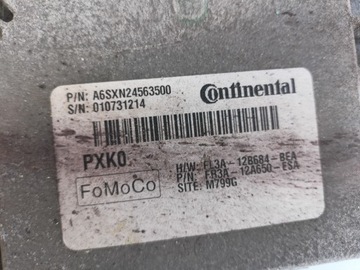 P/N: A6SXN24563500
S/N: 010731214
Continental
PXK0
FoMoCo
H/W: FL3A-12B684-BEA
P/N: FR3A-12A650-ESA
SITE: M799G